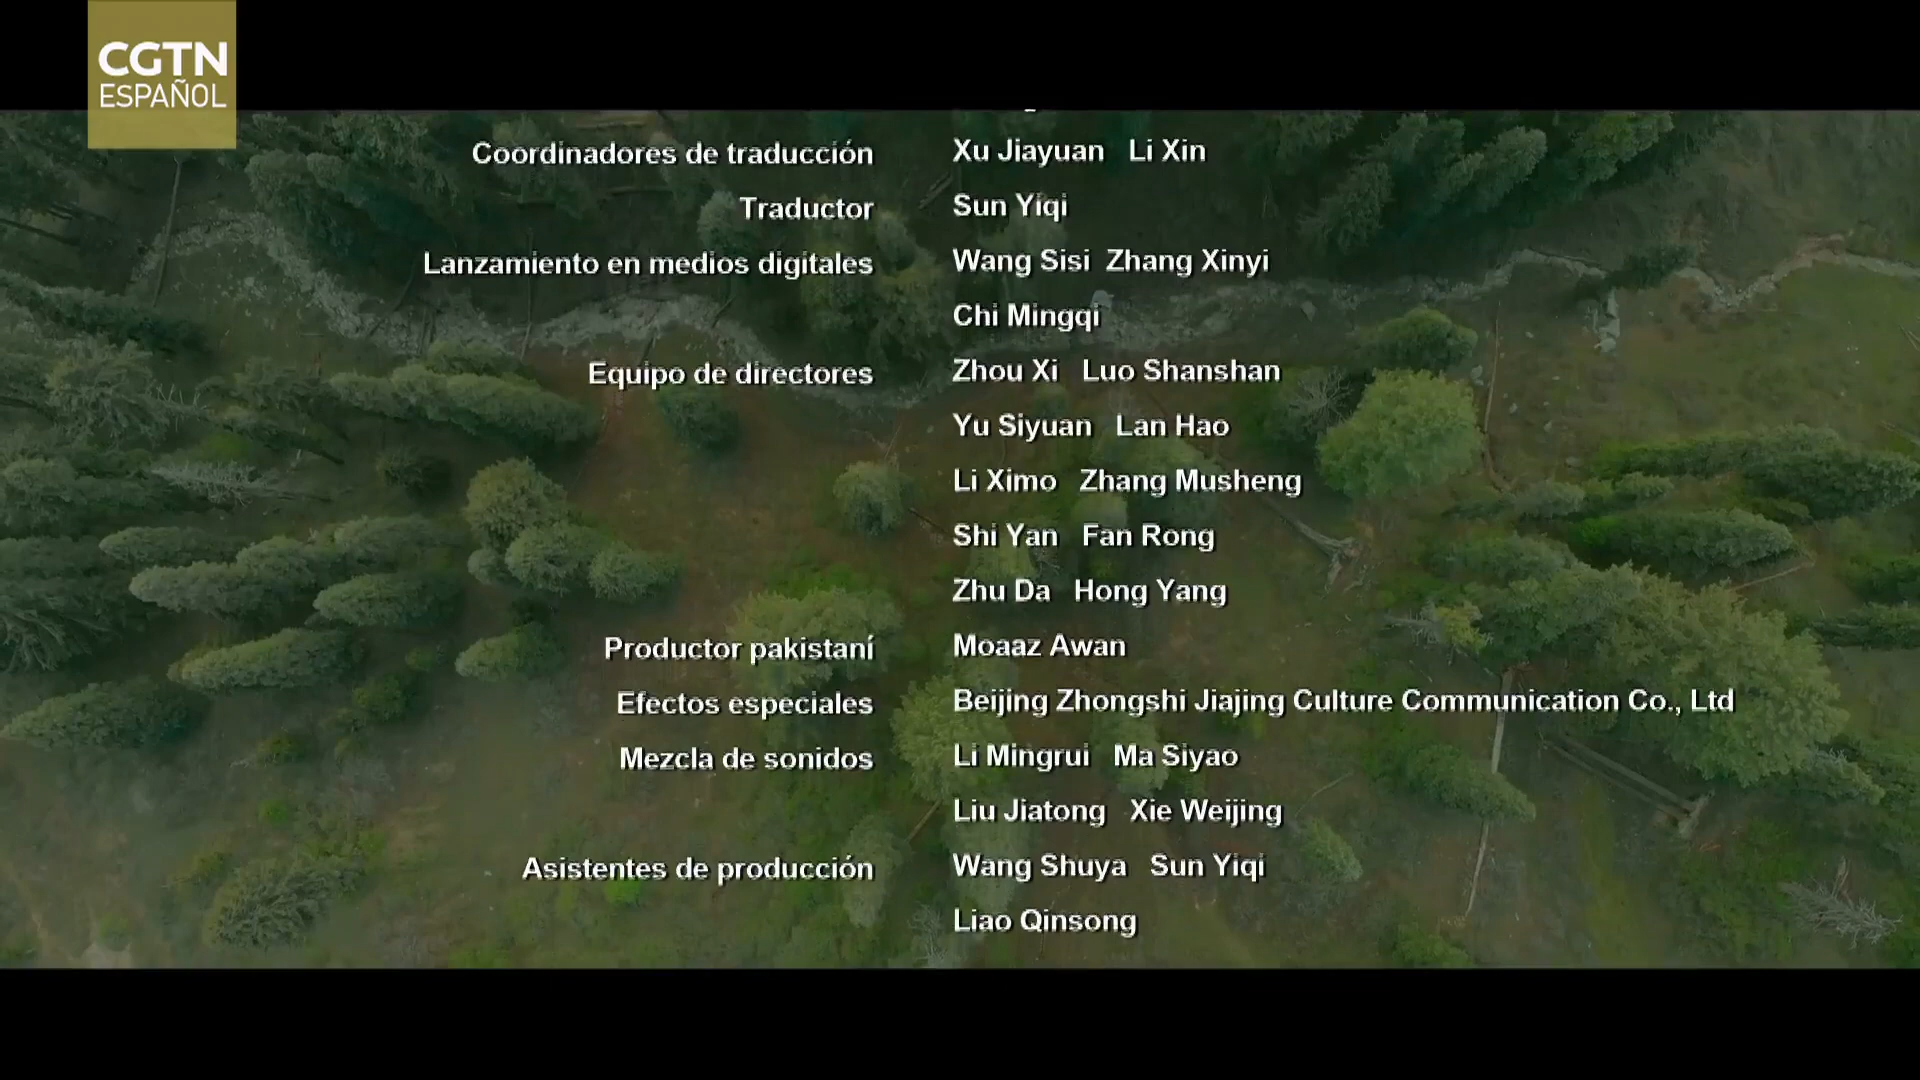 CGTN
ESPAÑOL
Coordinadores de traducción Xu Jiayuan Li Xin
Traductor Sun Yiqi
Lanzamiento en medios digitales Wang Sisi Zhang Xinyi
Chi Mingqi
Equipo de directores Zhou Xi Luo Shanshan
Yu Siyuan Lan Hao
Li Ximo Zhang Musheng
Shi Yan Fan Rong
Zhu Da Hong Yang
Productor pakistaní Moaaz Awan
Efectos especiales Beijing Zhongshi Jiajing Culture Communication Co., Ltd
Mezcla de sonidos Li Mingrui Ma Siyao
Liu Jiatong Xie Weijing
Asistentes de producción Wang Shuya Sun Yiqi
Liao Qinsong